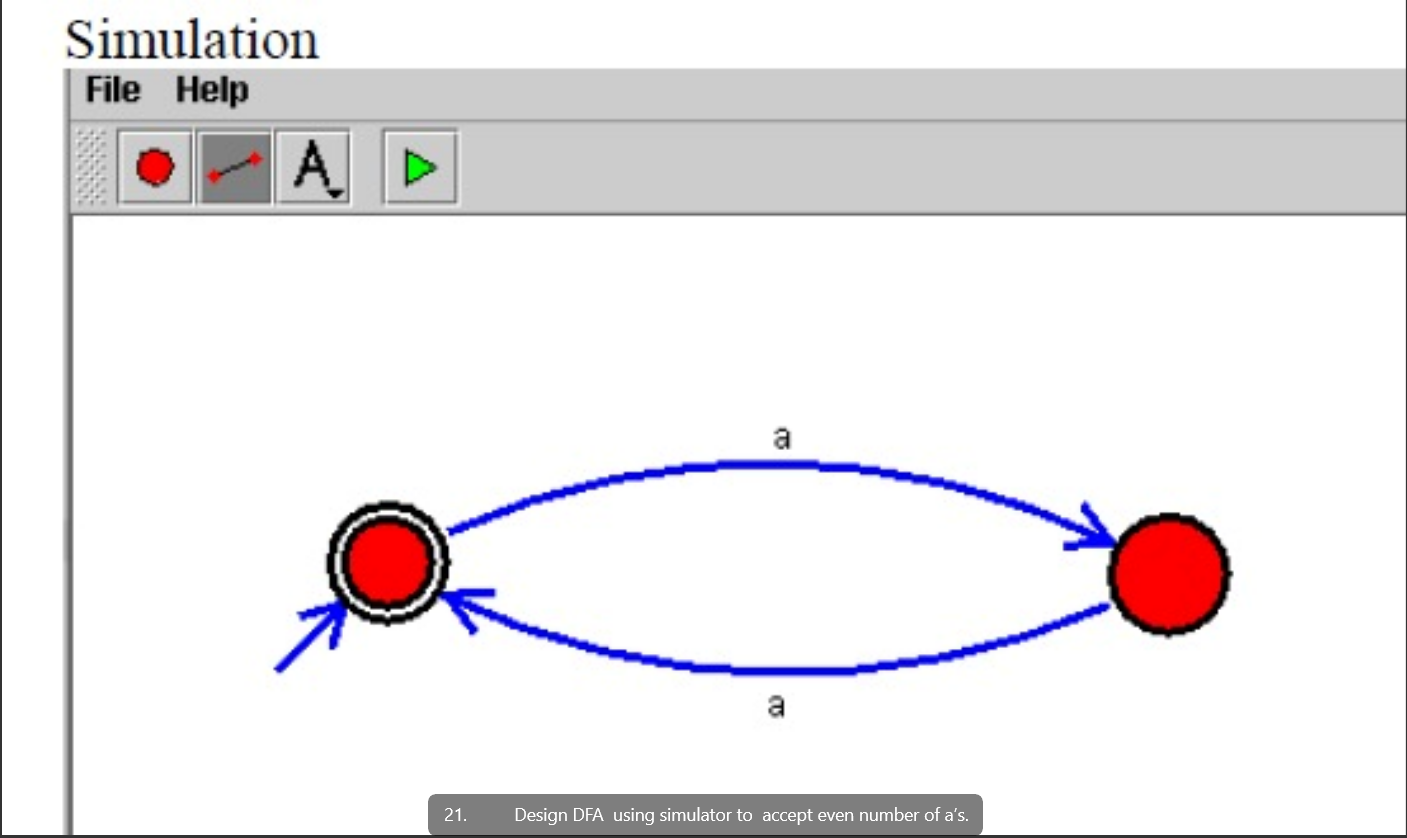 Simulation
File Help
A
a
a
21. Design DFA using simulator to accept even number of a's.